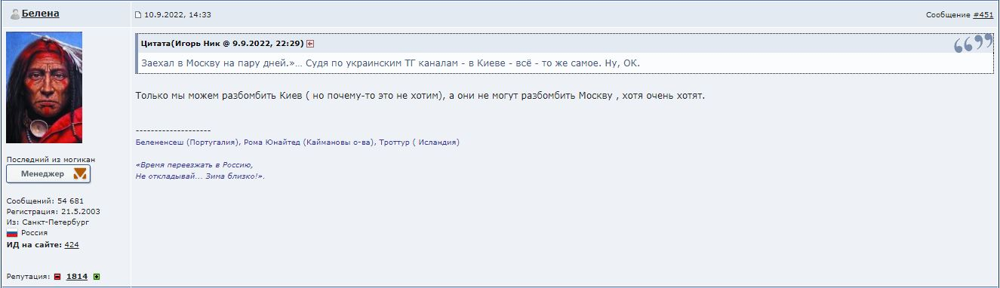 Белена
10.9.2022, 14:33
Сообщение #451
Цитата(Игорь Ник @ 9.9.2022, 22:29)
Заехал в Москву на пару дней.»… Судя по украинским ТГ каналам - в Киеве - всё - то же самое. Ну, ОК.
Только мы можем разбомбить Киев ( но почему-то это не хотим), а они не могут разбомбить Москву , хотя очень хотят.
--------------------
Белененсеш (Португалия), Рома Юнайтед (Каймановы о-ва), Троттур ( Исландия)
«Время переезжать в Россию,
Не откладывай... Зима близко!».
Последний из могикан
Менеджер
Сообщений: 54 681
Регистрация: 21.5.2003
Из: Санкт-Петербург
Россия
ИД на сайте: 424
Репутация: 1814